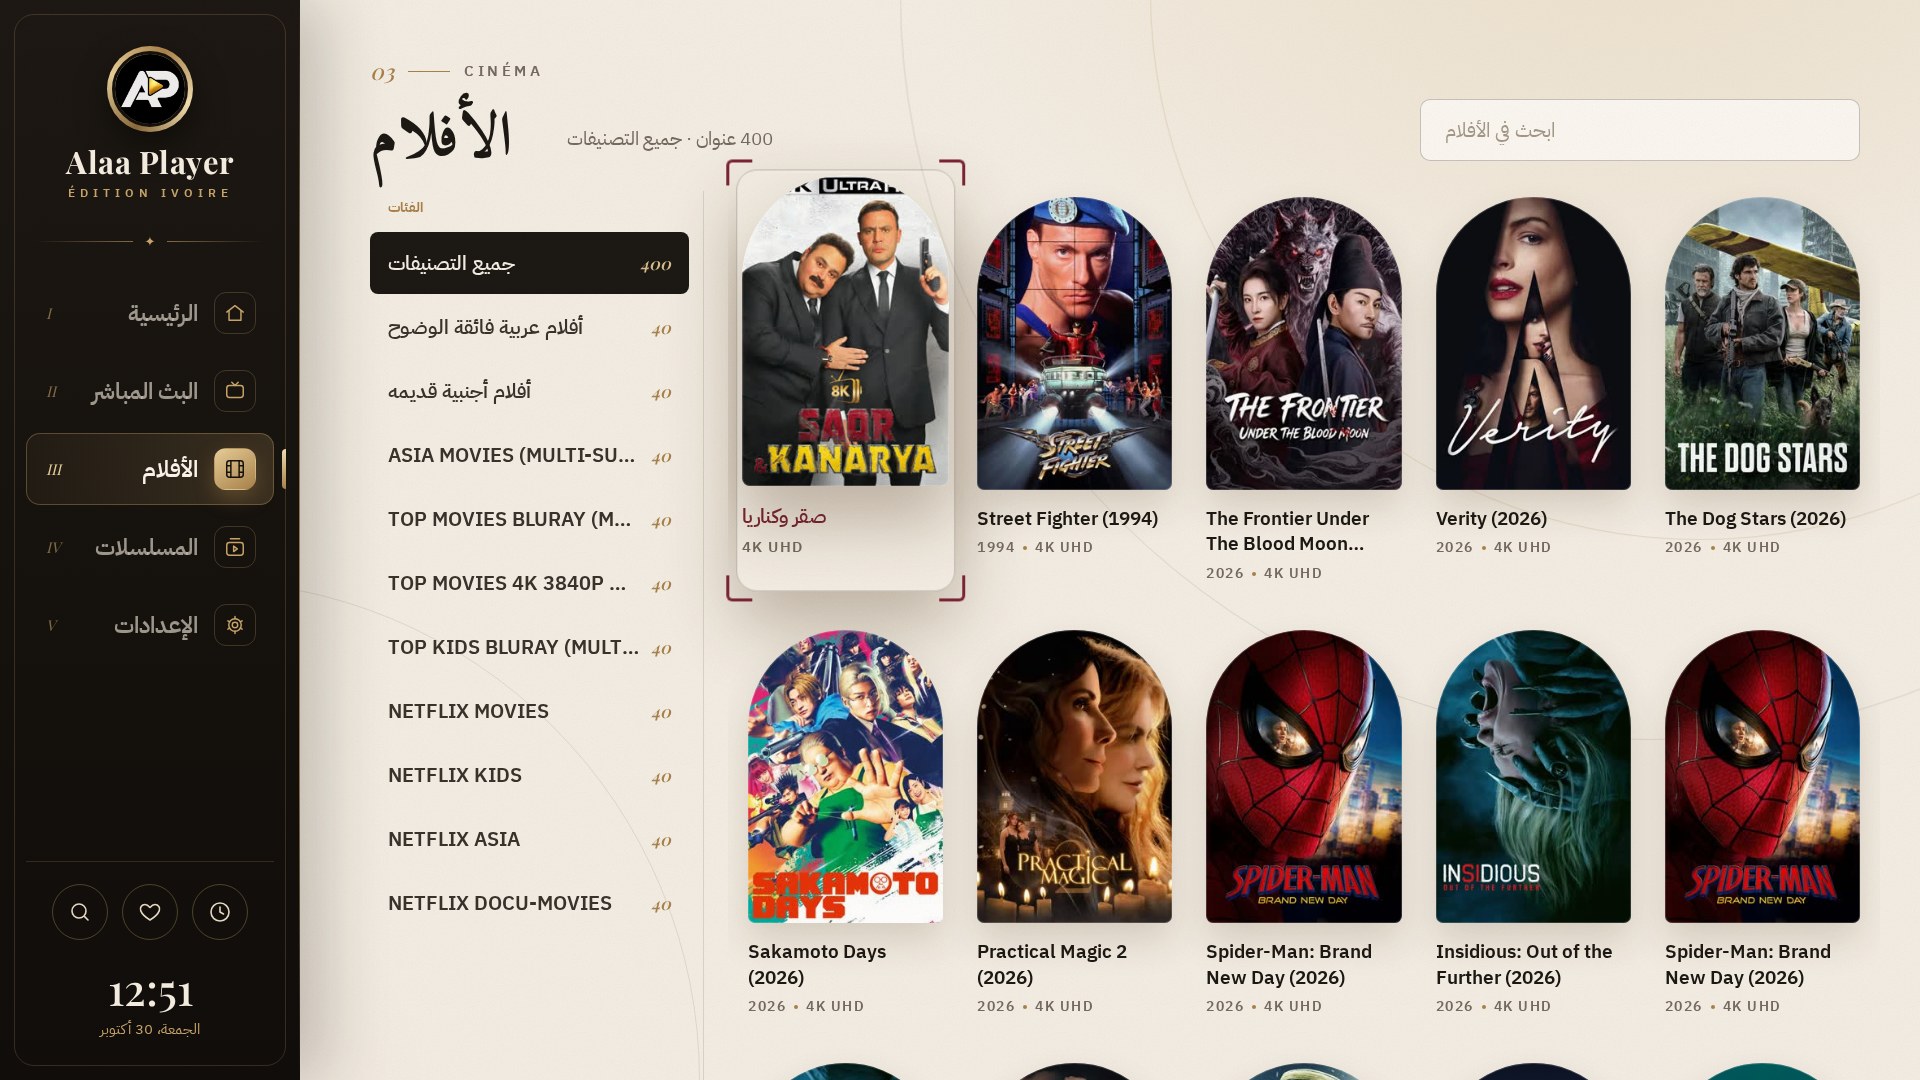 AP
Alaa Player
ÉDITION IVOIRE
الرئيسية I
البث المباشر II
الأفلام III
المسلسلات IV
الإعدادات V
12:51
الجمعة، 30 أكتوبر
03 CINÉMA
الأفلام
400 عنوان · جميع التصنيفات
ابحث في الأفلام
الفئات
جميع التصنيفات 400
أفلام عربية فائقة الوضوح 40
أفلام أجنبية قديمه 40
ASIA MOVIES (MULTI-SU... 40
TOP MOVIES BLURAY (M... 40
TOP MOVIES 4K 3840P ... 40
TOP KIDS BLURAY (MULT... 40
NETFLIX MOVIES 40
NETFLIX KIDS 40
NETFLIX ASIA 40
NETFLIX DOCU-MOVIES 40
8K
SAQR
&KANARYA
صقر وكناريا
4K UHD
STREET
FIGHTER
Street Fighter (1994)
1994 • 4K UHD
THE FRONTIER
UNDER THE BLOOD MOON
The Frontier Under
The Blood Moon...
2026 • 4K UHD
Verity
Verity (2026)
2026 • 4K UHD
THE DOG STARS
The Dog Stars (2026)
2026 • 4K UHD
SAKAMOTO
DAYS
Sakamoto Days
(2026)
2026 • 4K UHD
PRACTICAL
MAGIC
2
Practical Magic 2
(2026)
2026 • 4K UHD
SPIDER-MAN
BRAND NEW DAY
Spider-Man: Brand
New Day (2026)
2026 • 4K UHD
INSIDIOUS
OUT OF THE FURTHER
Insidious: Out of the
Further (2026)
2026 • 4K UHD
SPIDER-MAN
BRAND NEW DAY
Spider-Man: Brand
New Day (2026)
2026 • 4K UHD